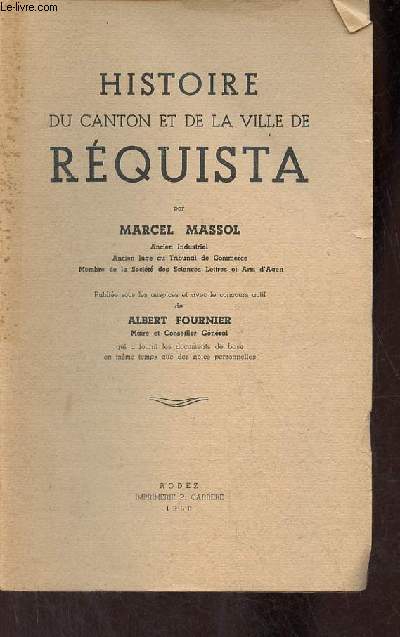 www.le-livre.com
HISTOIRE
DU CANTON ET DE LA VILLE DE
RÉQUISTA
par
MARCEL MASSOL
Ancien Industriel
Ancien Juge au Tribunal de Commerce
Membre de la Société des Sciences Lettres et Arts d'Agen
Publiée sous les auspices et avec le concours actif
de
ALBERT FOURNIER
Maire et Conseiller Général
qui a fourni les documents de base
en même temps que des notes personnelles
RODEZ
IMPRIMERIE P. CARRERE